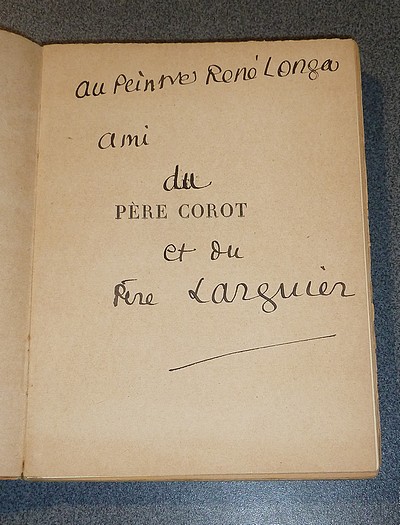 au Peintre René Longa
ami
du
PÈRE COROT
et du
Père Larguier